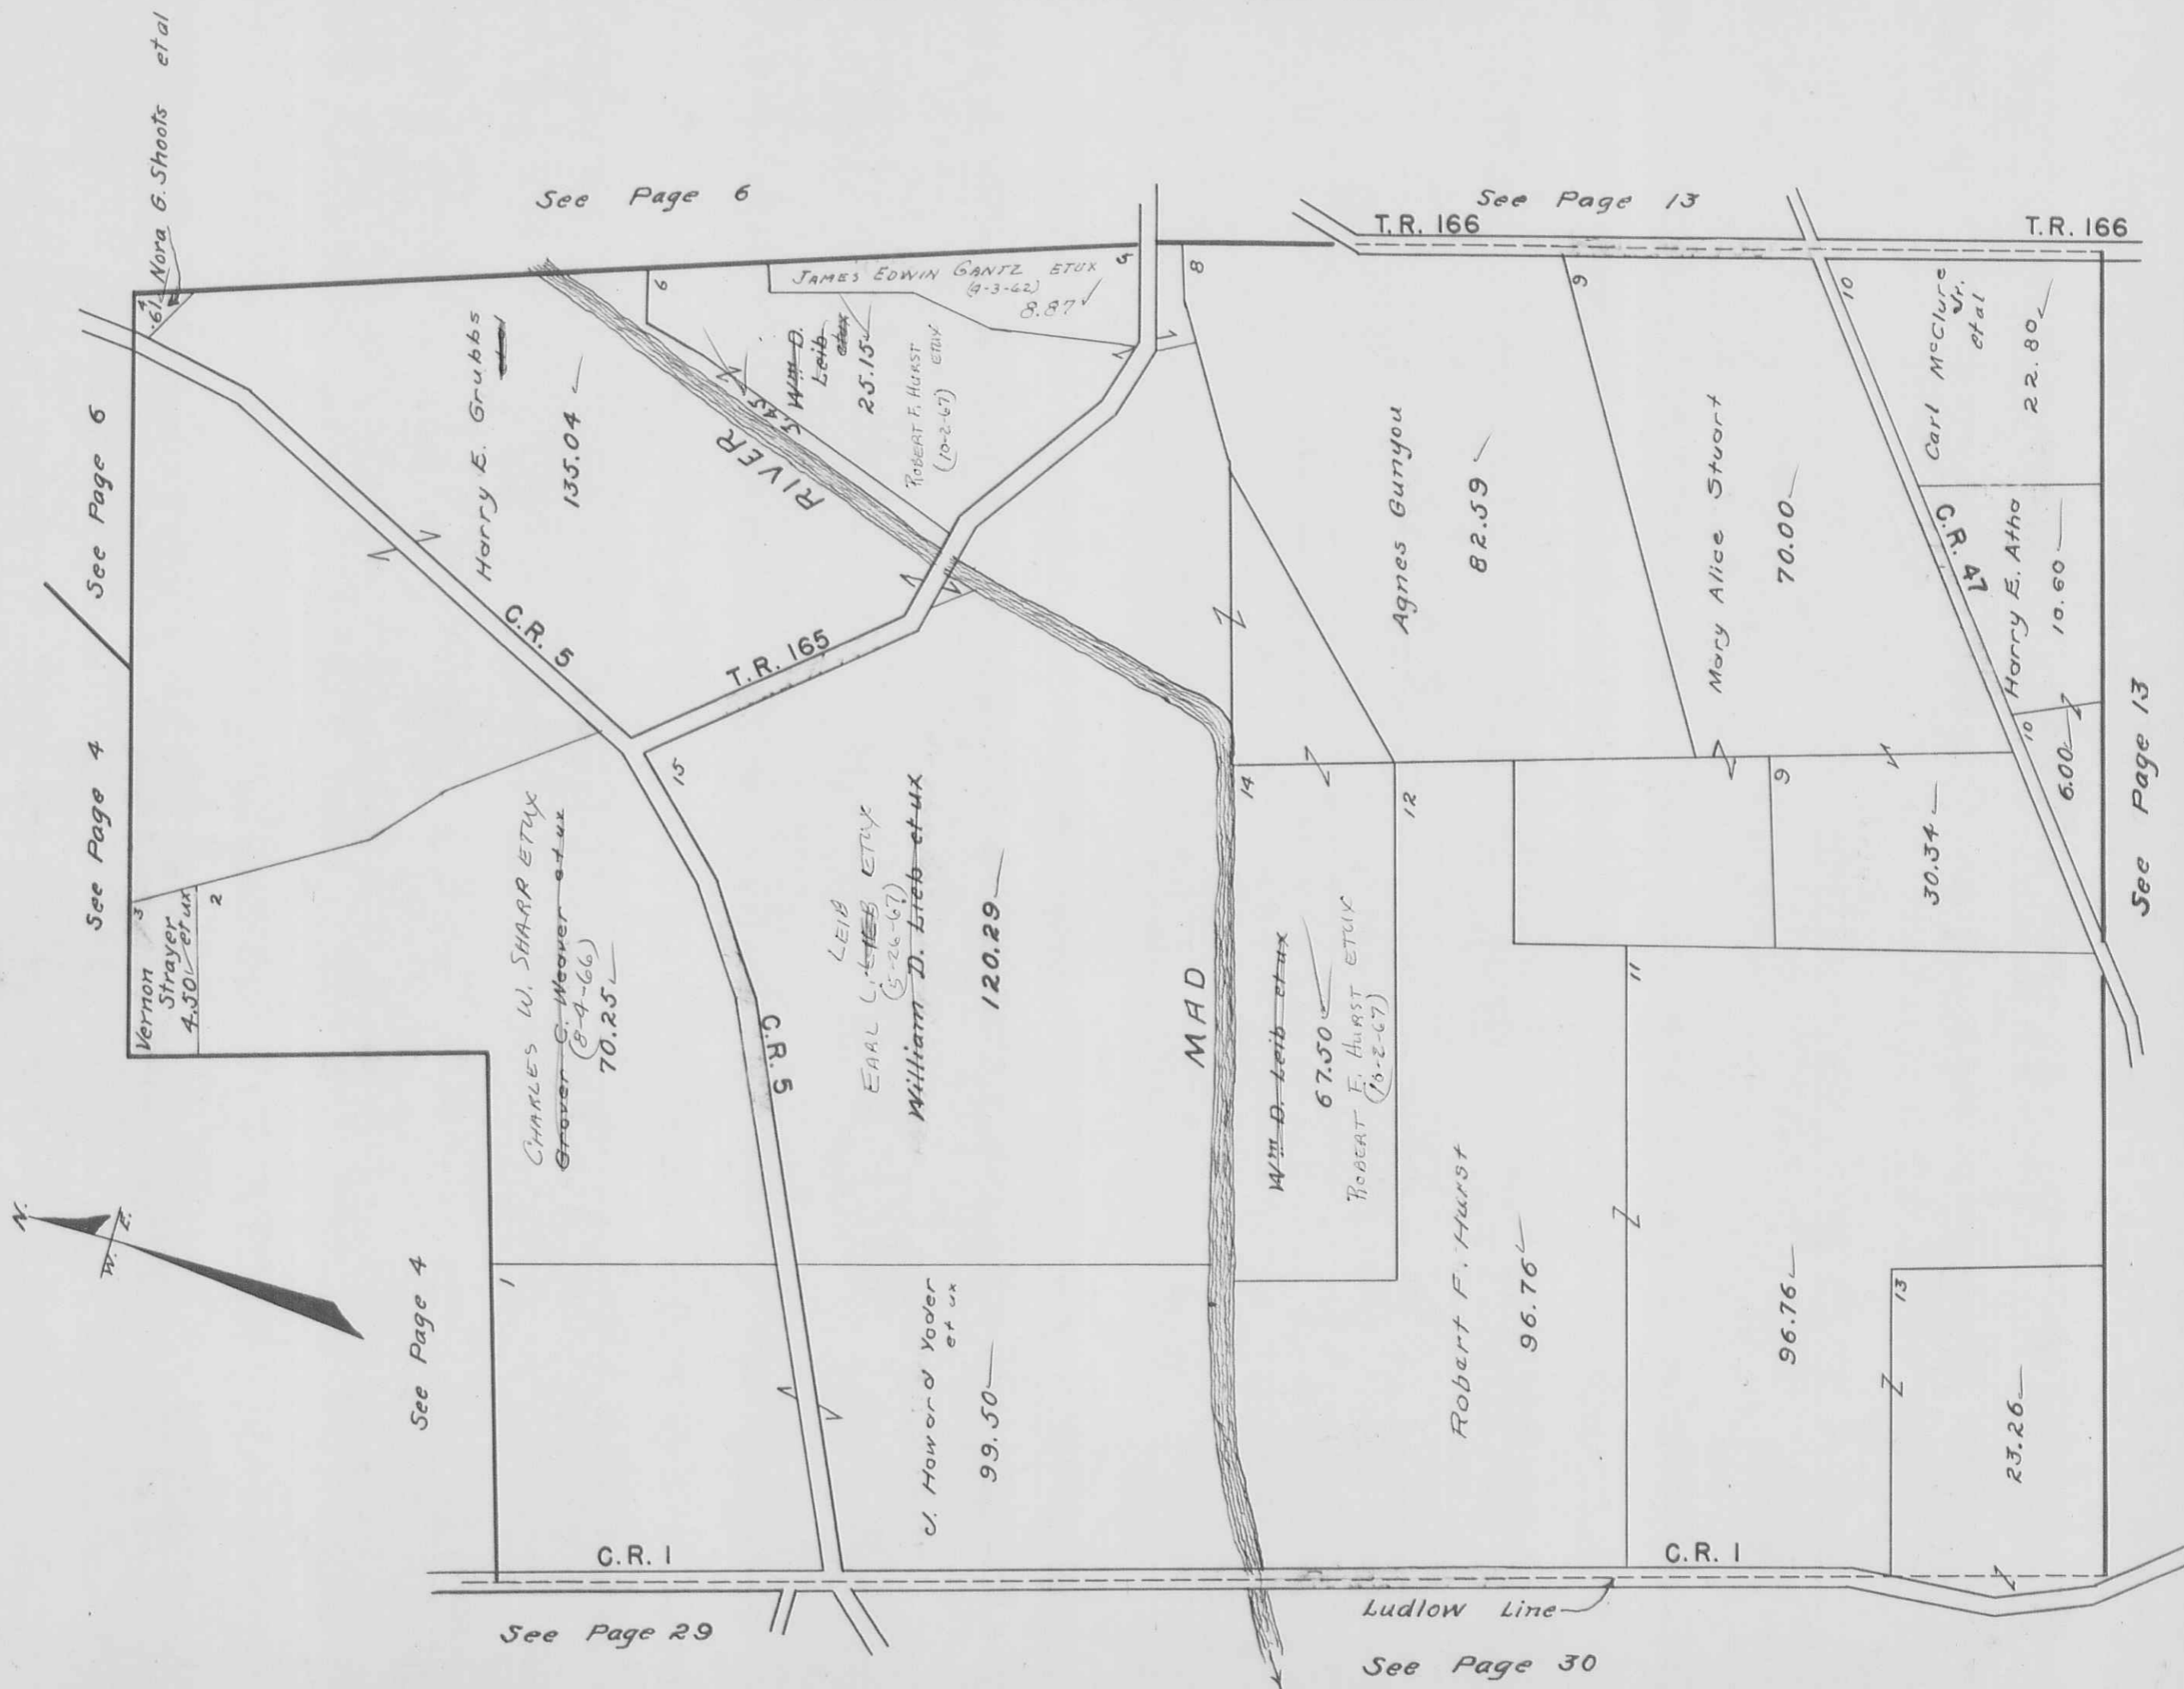 .61
Nora G. Shoots et al
See Page 6
See Page 13
T.R. 166
T.R. 166
See Page 6
See Page 4
See Page 4
N.
W.
E.
4
Harry E. Grubbs
et al
135.04
6
JAMES EDWIN GANTZ ETUX
(9-3-62)
8.87
5
Wm D.
Leib
etux
25.15
ROBERT F. HURST
ETUX
(10-2-67)
RIVER
C.R. 5
T.R. 165
8
Agnes Gunyou
82.59
9
Mary Alice Stuart
70.00
10
Carl McClure
Jr.
et al
22.80
C.R. 47
Harry E. Atha
10.60
10
6.00
See Page 13
3
Vernon
Strayer
et ux
4.50
2
CHARLES W. SHARP ETUX
Grover C. Weaver et ux
(8-4-66)
70.25
15
LEIB
EARL L. LIEB ETUX
(5-26-67)
William D. Lieb et ux
120.29
C.R. 5
MAD
14
Wm D. Leib et ux
67.50
ROBERT F. HURST ETUX
(10-2-67)
12
9
30.34
11
Robert F. Hurst
96.76
96.76
13
23.26
1
J. Howard Yoder
et ux
99.50
C.R. 1
C.R. 1
Ludlow Line
See Page 29
See Page 30